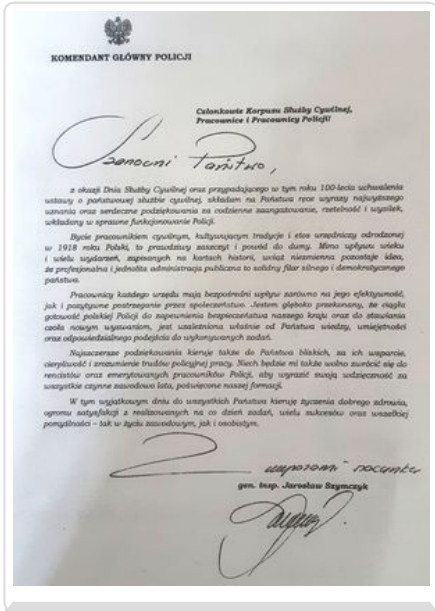 KOMENDANT GŁÓWNY POLICJI
Członkowie Korpusu Służby Cywilnej,
Pracownice i Pracownicy Policji!
Szanowni Państwo,
z okazji Dnia Służby Cywilnej oraz przypadającego w tym roku 100-lecia uchwalenia
ustawy o państwowej służbie cywilnej, składam na Państwa ręce wyrazy najwyższego
uznania oraz serdeczne podziękowania za codzienne zaangażowanie, rzetelność i wysiłek,
wkładany w sprawne funkcjonowanie Policji.
Bycie pracownikiem cywilnym, kultywującym tradycje i etos urzędniczy odrodzonej
w 1918 roku Polski, to prawdziwy zaszczyt i powód do dumy. Mimo upływu wieku
i wielu wydarzeń, zapisanych na kartach historii, wciąż niezmienna pozostaje idea,
że profesjonalna i jednolita administracja publiczna to solidny filar silnego i demokratycznego
państwa.
Pracownicy każdego urzędu mają bezpośredni wpływ zarówno na jego efektywność,
jak i pozytywne postrzeganie przez społeczeństwo. Jestem głęboko przekonany, że ciągła
gotowość polskiej Policji do zapewnienia bezpieczeństwa naszego kraju oraz do stawiania
czoła nowym wyzwaniom, jest uzależniona właśnie od Państwa wiedzy, umiejętności
oraz odpowiedzialnego podejścia do wykonywanych zadań.
Najszczersze podziękowania kieruję także do Państwa bliskich, za ich wsparcie,
cierpliwość i zrozumienie trudów policyjnej pracy. Niech będzie mi także wolno zwrócić się do
rencistów oraz emerytowanych pracowników Policji, aby wyrazić swoją wdzięczność za
wszystkie czynne zawodowo lata, poświęcone naszej formacji.
W tym wyjątkowym dniu do wszystkich Państwa kieruję życzenia dobrego zdrowia,
ogromu satysfakcji z realizowanych na co dzień zadań, wielu sukcesów oraz wszelkiej
pomyślności – tak w życiu zawodowym, jak i osobistym.
Z wyrazami szacunku
gen. insp. Jarosław Szymczyk